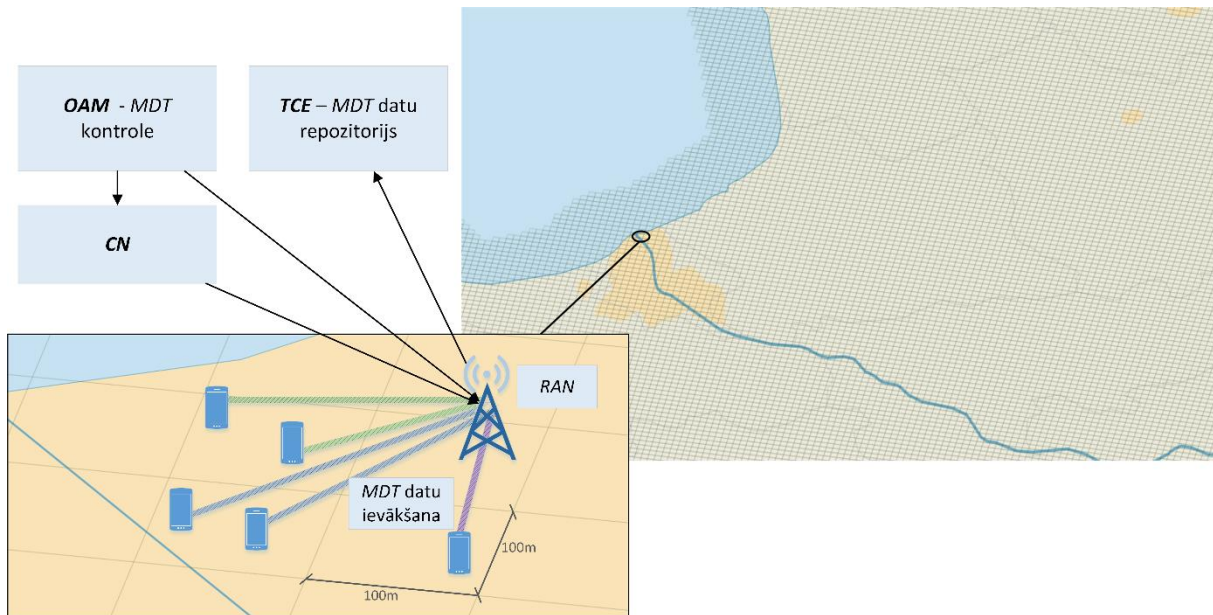 OAM - MDT
kontrole
TCE – MDT datu
repozitorijs
CN
RAN
MDT datu
ievākšana
100m
100m